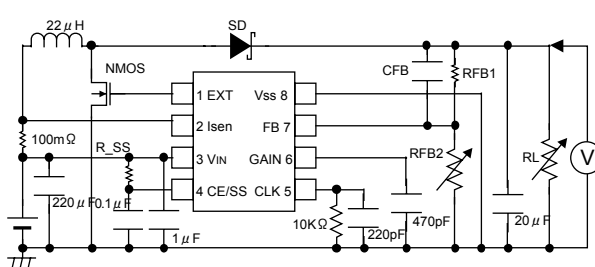 22μH
SD
NMOS
CFB
RFB1
1 EXT
Vss 8
2 Isen
FB 7
100mΩ
R_SS
3 VIN
GAIN 6
RFB2
RL
V
4 CE/SS
CLK 5
220μF
0.1μF
1μF
10KΩ
220pF
470pF
20μF